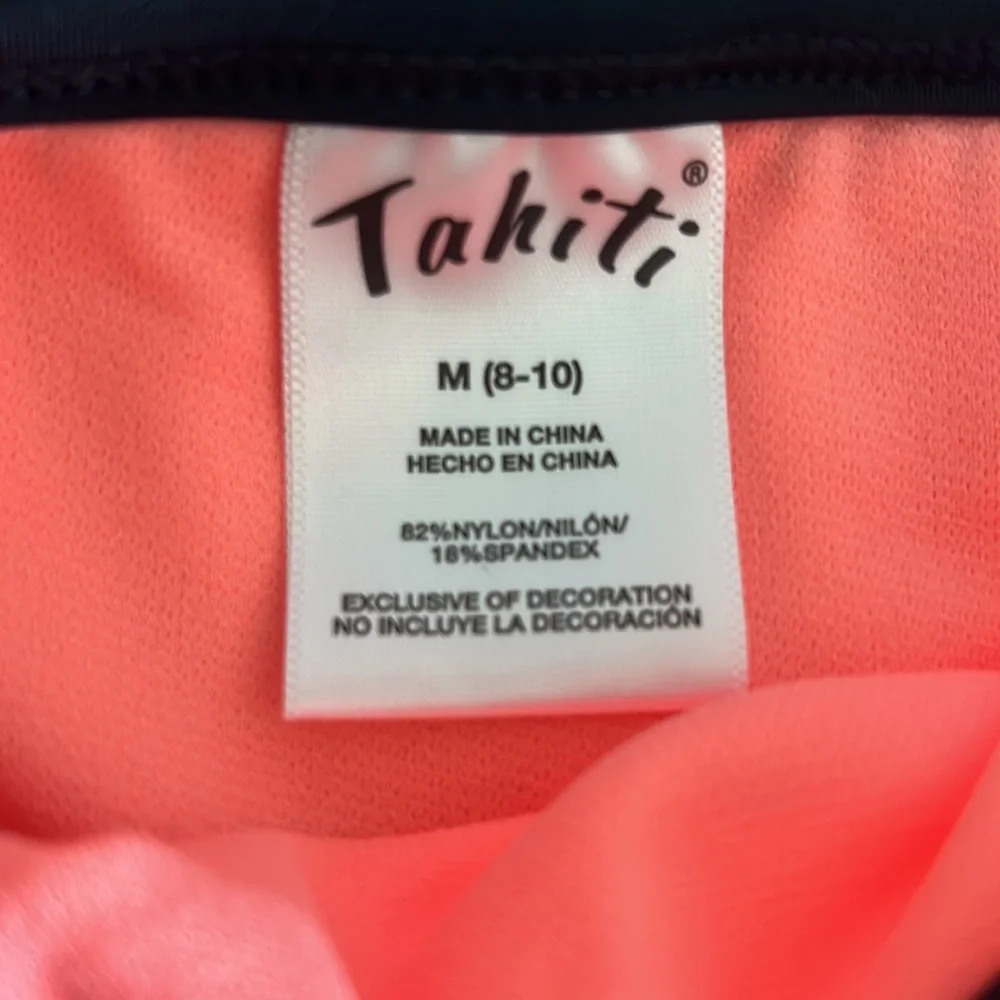 Tahiti®
M (8-10)
MADE IN CHINA
HECHO EN CHINA
82%NYLON/NILÓN/
18%SPANDEX
EXCLUSIVE OF DECORATION
NO INCLUYE LA DECORACIÓN